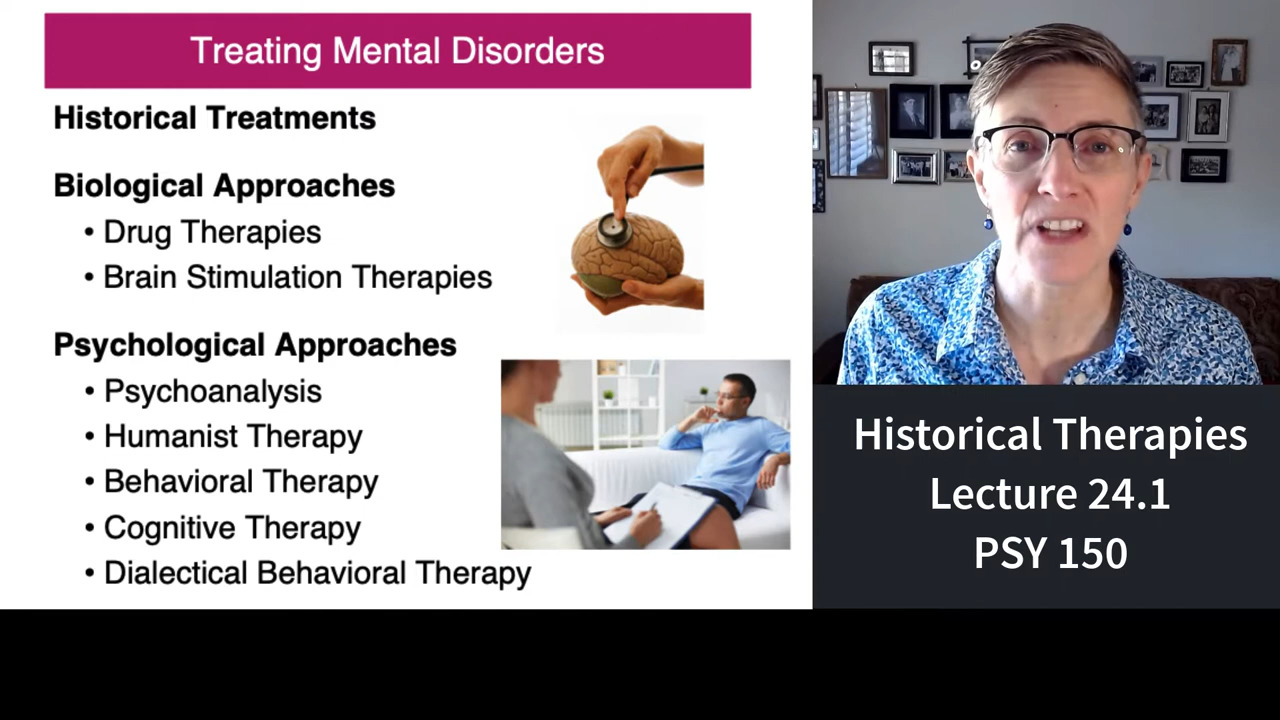 Treating Mental Disorders
Historical Treatments
Biological Approaches
• Drug Therapies
• Brain Stimulation Therapies
Psychological Approaches
• Psychoanalysis
• Humanist Therapy
• Behavioral Therapy
• Cognitive Therapy
• Dialectical Behavioral Therapy
Historical Therapies
Lecture 24.1
PSY 150